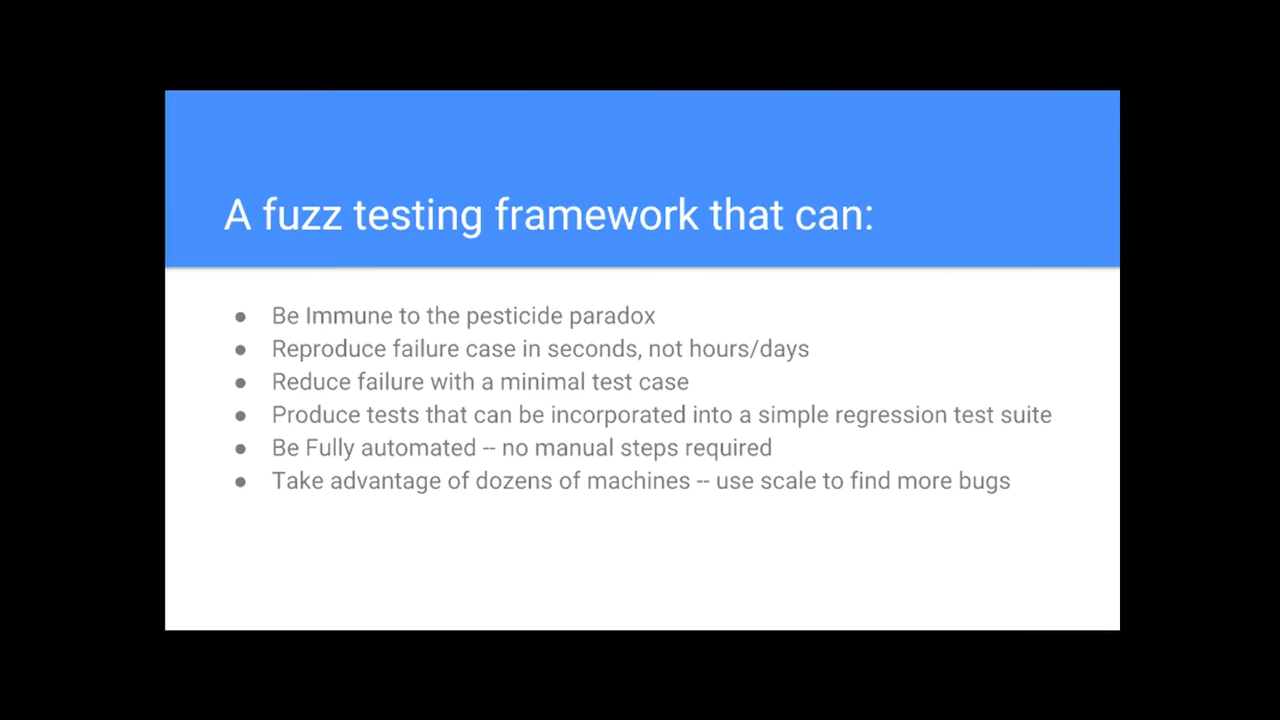 A fuzz testing framework that can:
● Be Immune to the pesticide paradox
● Reproduce failure case in seconds, not hours/days
● Reduce failure with a minimal test case
● Produce tests that can be incorporated into a simple regression test suite
● Be Fully automated -- no manual steps required
● Take advantage of dozens of machines -- use scale to find more bugs